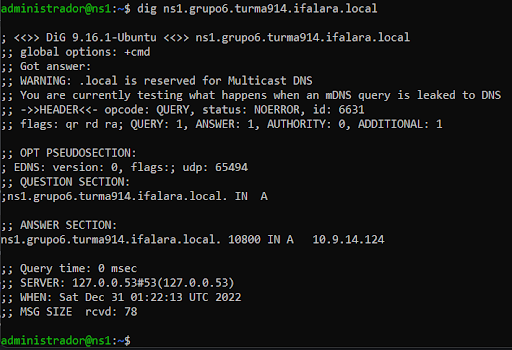 administrador@ns1:~$ dig ns1.grupo6.turma914.ifalara.local
; <<>> DiG 9.16.1-Ubuntu <<>> ns1.grupo6.turma914.ifalara.local
;; global options: +cmd
;; Got answer:
;; WARNING: .local is reserved for Multicast DNS
;; You are currently testing what happens when an mDNS query is leaked to DNS
;; ->>HEADER<<- opcode: QUERY, status: NOERROR, id: 6631
;; flags: qr rd ra; QUERY: 1, ANSWER: 1, AUTHORITY: 0, ADDITIONAL: 1
;; OPT PSEUDOSECTION:
; EDNS: version: 0, flags:; udp: 65494
;; QUESTION SECTION:
;ns1.grupo6.turma914.ifalara.local. IN A
;; ANSWER SECTION:
ns1.grupo6.turma914.ifalara.local. 10800 IN A 10.9.14.124
;; Query time: 0 msec
;; SERVER: 127.0.0.53#53(127.0.0.53)
;; WHEN: Sat Dec 31 01:22:13 UTC 2022
;; MSG SIZE rcvd: 78
administrador@ns1:~$